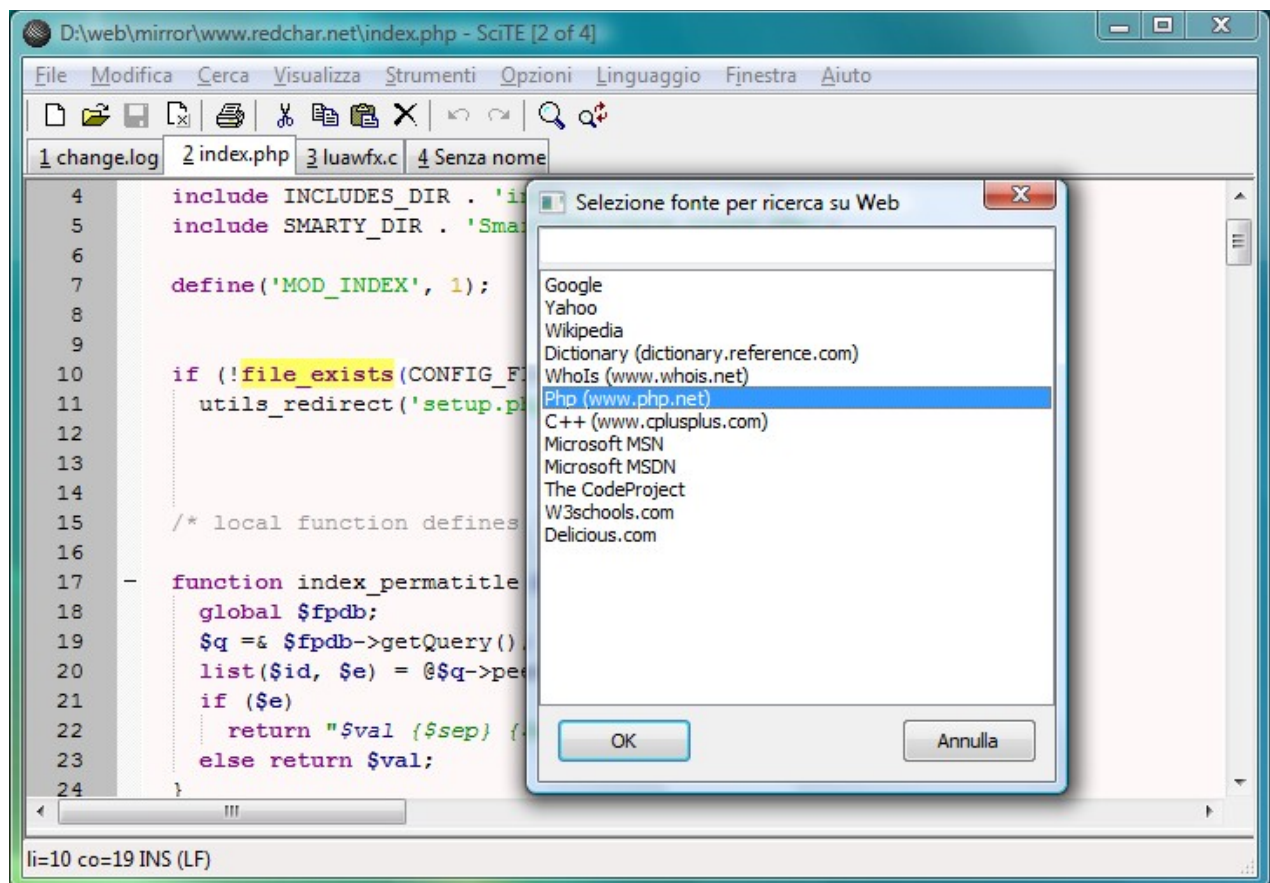 D:\web\mirror\www.redchar.net\index.php - SciTE [2 of 4]
File Modifica Cerca Visualizza Strumenti Opzioni Linguaggio Finestra Aiuto
1 change.log 2 index.php 3 luawfx.c 4 Senza nome
4 include INCLUDES_DIR . 'i
5 include SMARTY_DIR . 'Sma
6
7 define('MOD_INDEX', 1);
8
9
10 if (!file_exists(CONFIG_F
11 utils_redirect('setup.p
12
13
14
15 /* local function defines
16
17 - function index_permatitle
18 global $fpdb;
19 $q =& $fpdb->getQuery()
20 list($id, $e) = @$q->pe
21 if ($e)
22 return "$val {$sep} {
23 else return $val;
24 }
Selezione fonte per ricerca su Web
Google
Yahoo
Wikipedia
Dictionary (dictionary.reference.com)
WhoIs (www.whois.net)
Php (www.php.net)
C++ (www.cplusplus.com)
Microsoft MSN
Microsoft MSDN
The CodeProject
W3schools.com
Delicious.com
OK Annulla
li=10 co=19 INS (LF)